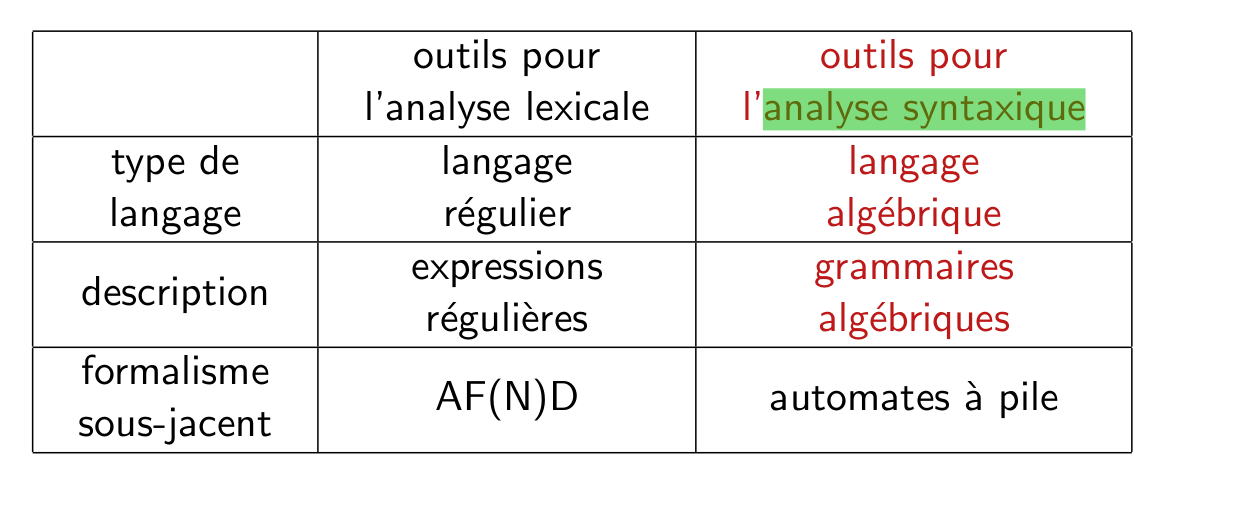 outils pour
l'analyse lexicale
outils pour
l'analyse syntaxique
type de
langage
langage
régulier
langage
algébrique
description
expressions
régulières
grammaires
algébriques
formalisme
sous-jacent
AF(N)D
automates à pile